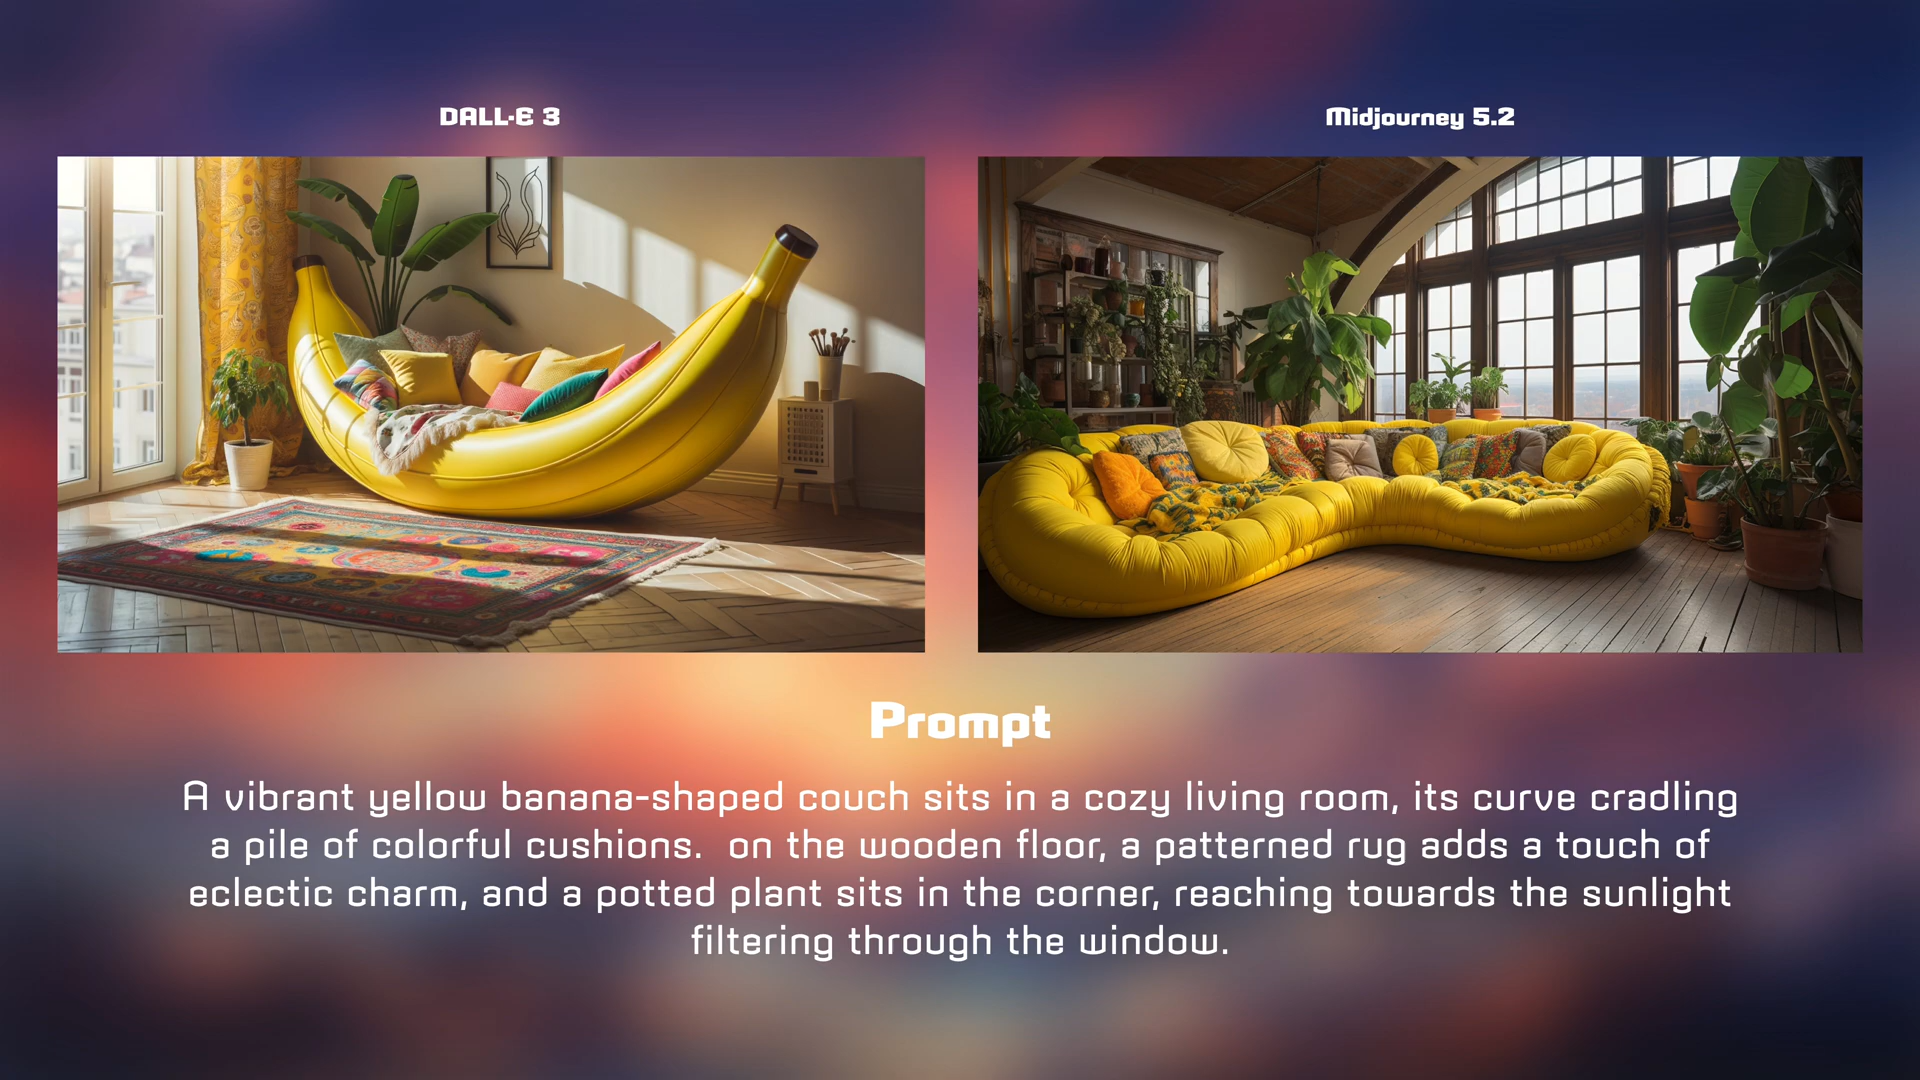 DALL·E 3
Midjourney 5.2
Prompt
A vibrant yellow banana-shaped couch sits in a cozy living room, its curve cradling
a pile of colorful cushions.  on the wooden floor, a patterned rug adds a touch of
eclectic charm, and a potted plant sits in the corner, reaching towards the sunlight
filtering through the window.